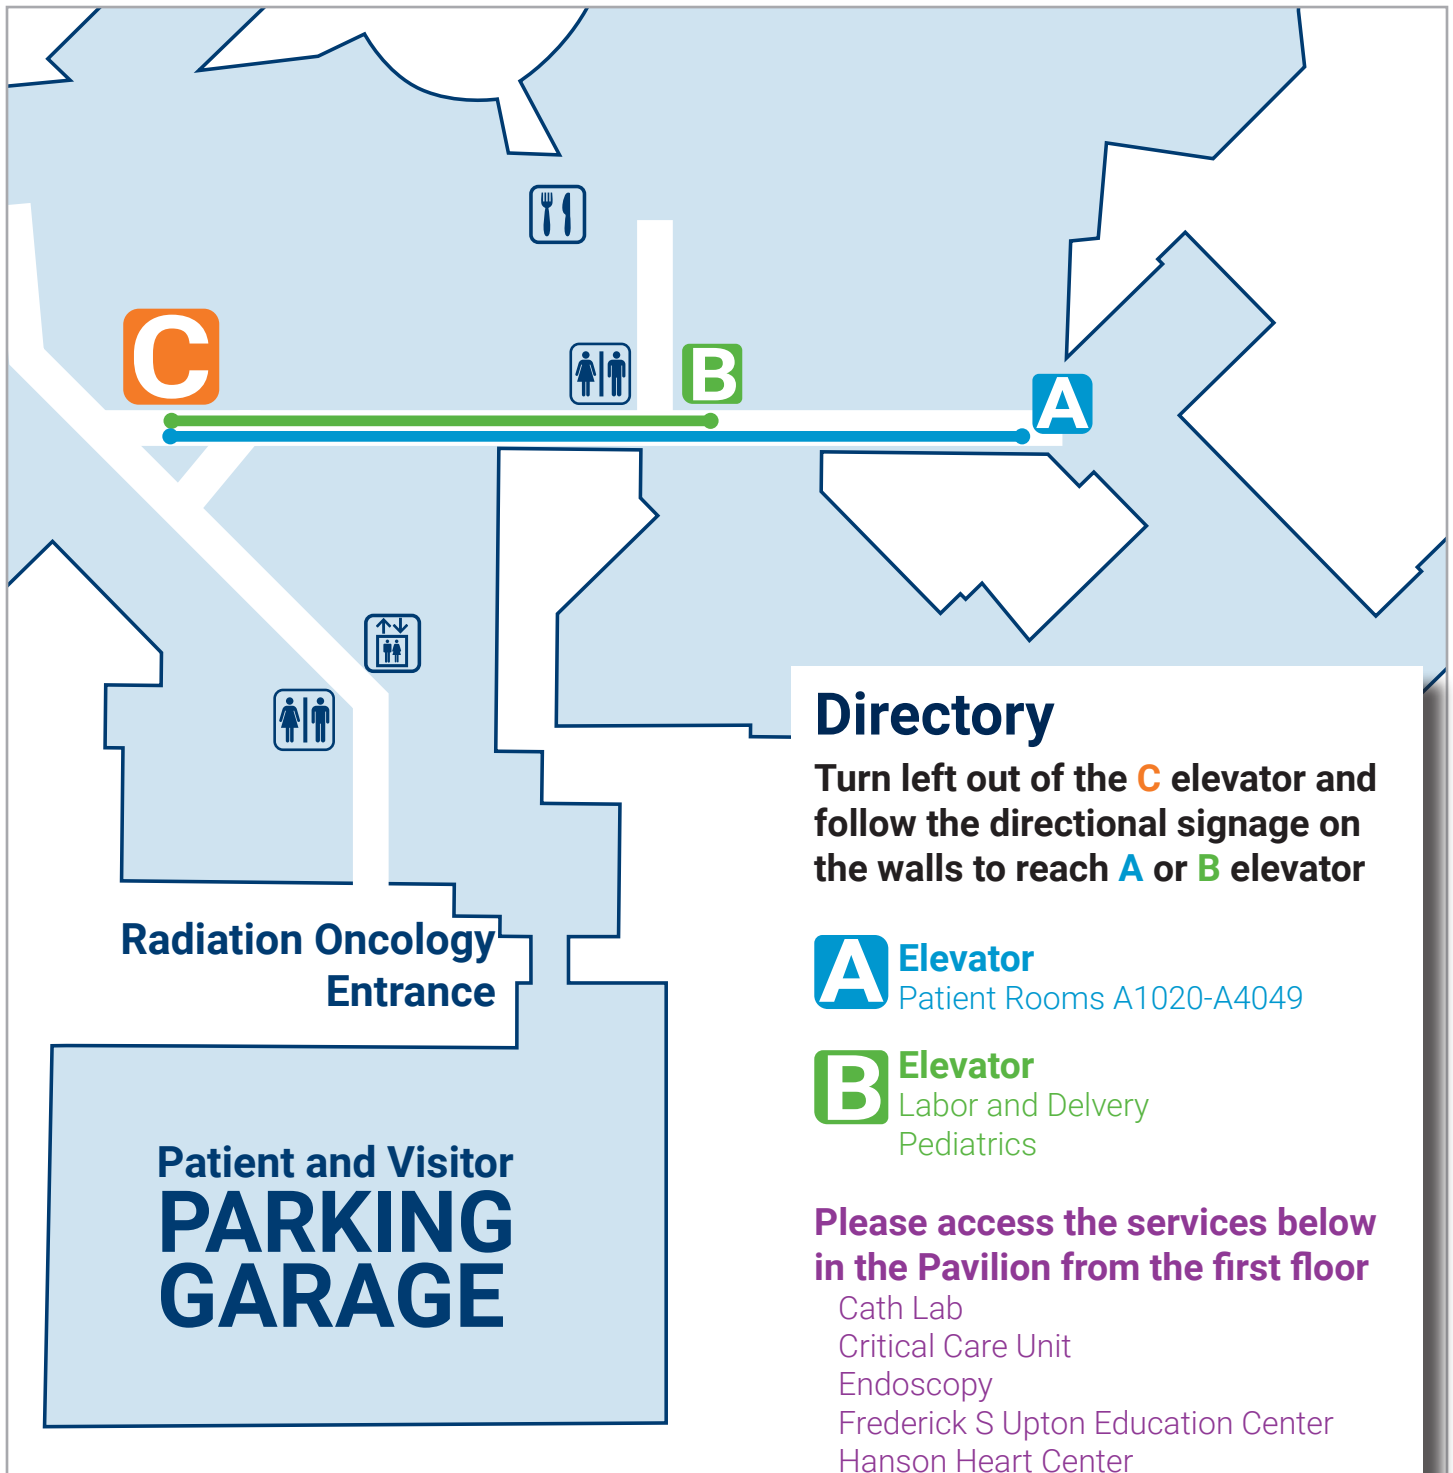 C
B
A
Radiation Oncology
Entrance
Patient and Visitor
PARKING
GARAGE
Directory
Turn left out of the C elevator and
follow the directional signage on
the walls to reach A or B elevator
A Elevator
Patient Rooms A1020-A4049
B Elevator
Labor and Delvery
Pediatrics
Please access the services below
in the Pavilion from the first floor
Cath Lab
Critical Care Unit
Endoscopy
Frederick S Upton Education Center
Hanson Heart Center